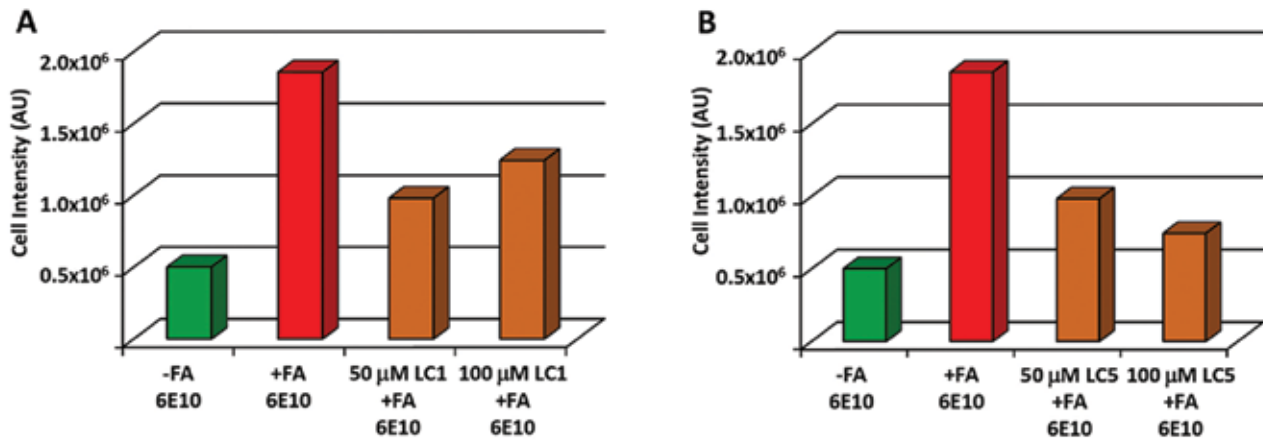 A
Cell Intensity (AU)
2.0x10⁶
1.5x10⁶
1.0x10⁶
0.5x10⁶
-FA
6E10
+FA
6E10
50 µM LC1
+FA
6E10
100 µM LC1
+FA
6E10
B
Cell Intensity (AU)
2.0x10⁶
1.5x10⁶
1.0x10⁶
0.5x10⁶
-FA
6E10
+FA
6E10
50 µM LC5
+FA
6E10
100 µM LC5
+FA
6E10